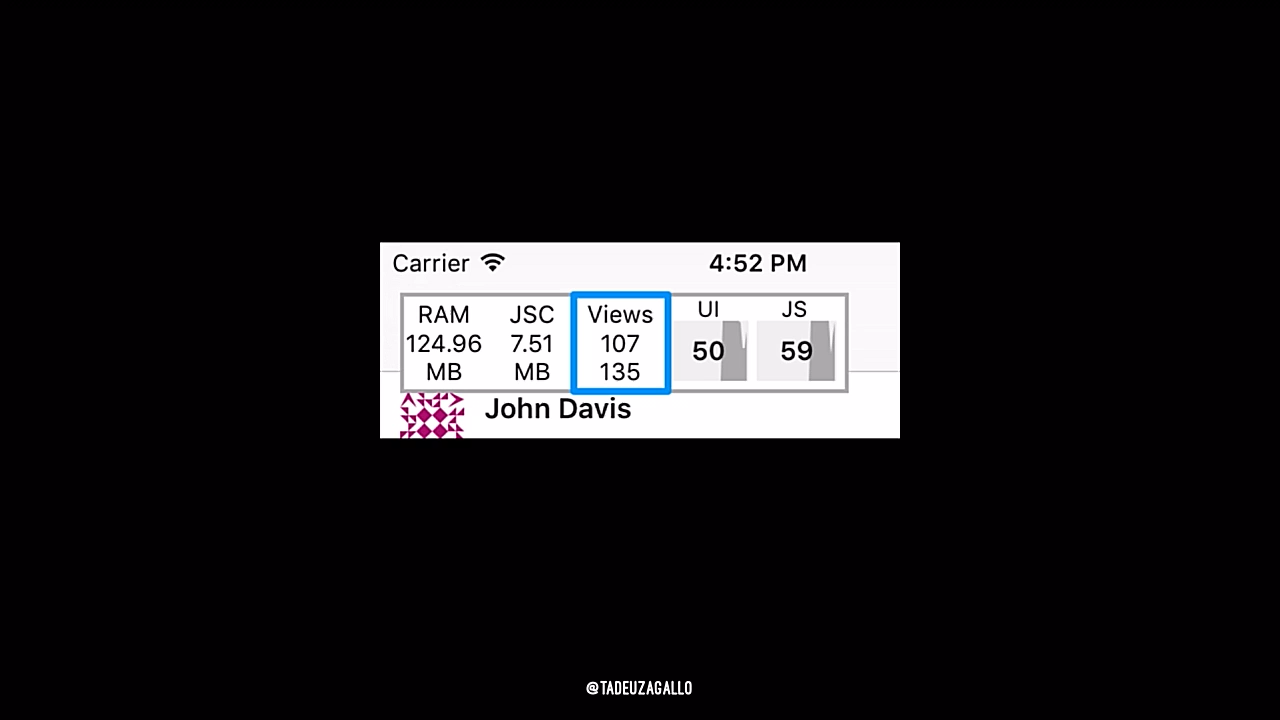 Carrier 4:52 PM
RAM JSC Views UI JS
124.96 7.51 107 50 59
MB MB 135
John Davis
@TADEUZAGALLO